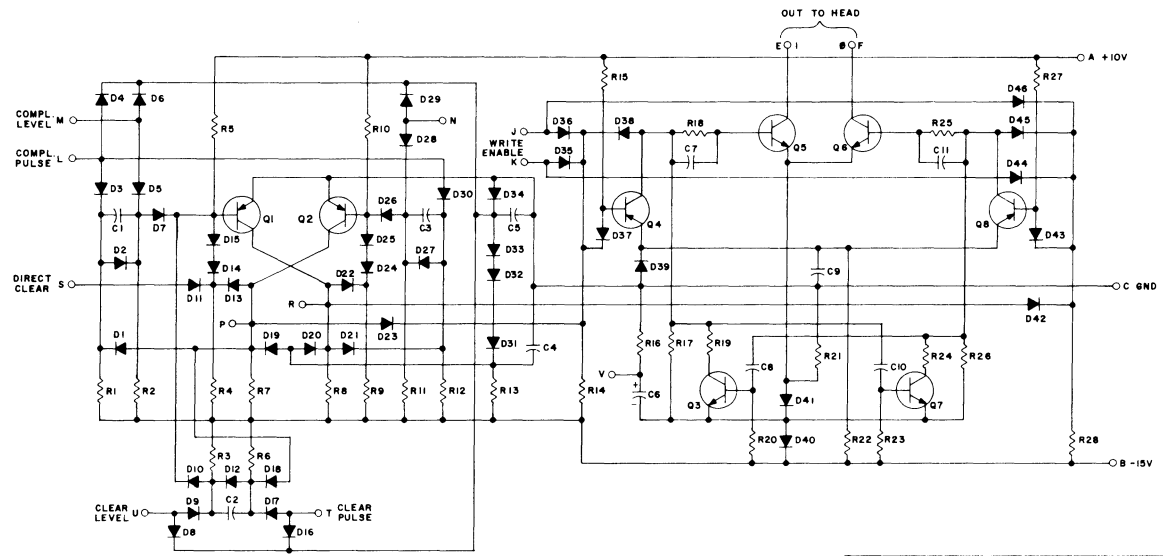 OUT TO HEAD
E 1 0 F
A +10V
R15 R27
D4 D6 D29 D46
COMPL. LEVEL M
R5 R10 N
D28
J D36 D38 R18 R25 D45
WRITE ENABLE
C7 Q5 Q6 C11
COMPL. PULSE L
K D35 D44
D3 D5 D30 D34
C1 D7 Q1 Q2 D26 C3 C5 Q4 Q8
D15 D25 D37 D43
D2 D14 D24 D27 D33
D39 C9
DIRECT CLEAR S
D11 D13 D22 D32
C GND
R D42
P D23
D1 D19 D20 D21 D31 C4
R16 R17 R19 C8 R21 C10 R24 R26
V C6 +
Q3 D41 Q7
R1 R2 R4 R7 R8 R9 R11 R12 R13 R14
R3 R6 R20 D40 R22 R23 R28
B -15V
D10 D12 D18
CLEAR LEVEL U D9 C2 D17 T CLEAR PULSE
D8 D16